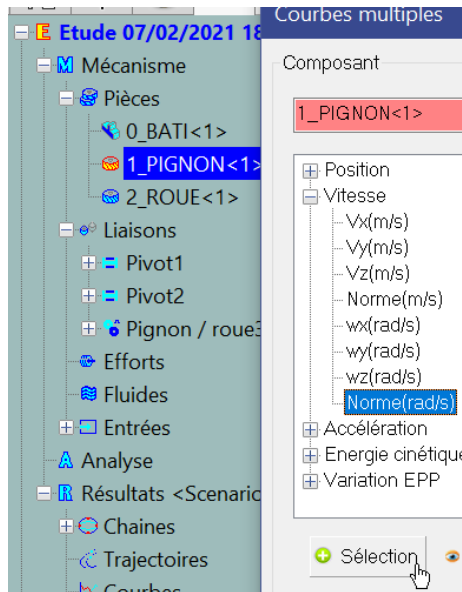 Etude 07/02/2021 18
Mécanisme
Pièces
0_BATI<1>
1_PIGNON<1>
2_ROUE<1>
Liaisons
Pivot1
Pivot2
Pignon / roue3
Efforts
Fluides
Entrées
Analyse
Résultats <Scenario
Chaines
Trajectoires
Courbes
Courbes multiples
Composant
1_PIGNON<1>
Position
Vitesse
Vx(m/s)
Vy(m/s)
Vz(m/s)
Norme(m/s)
wx(rad/s)
wy(rad/s)
wz(rad/s)
Norme(rad/s)
Accélération
Energie cinétique
Variation EPP
Sélection